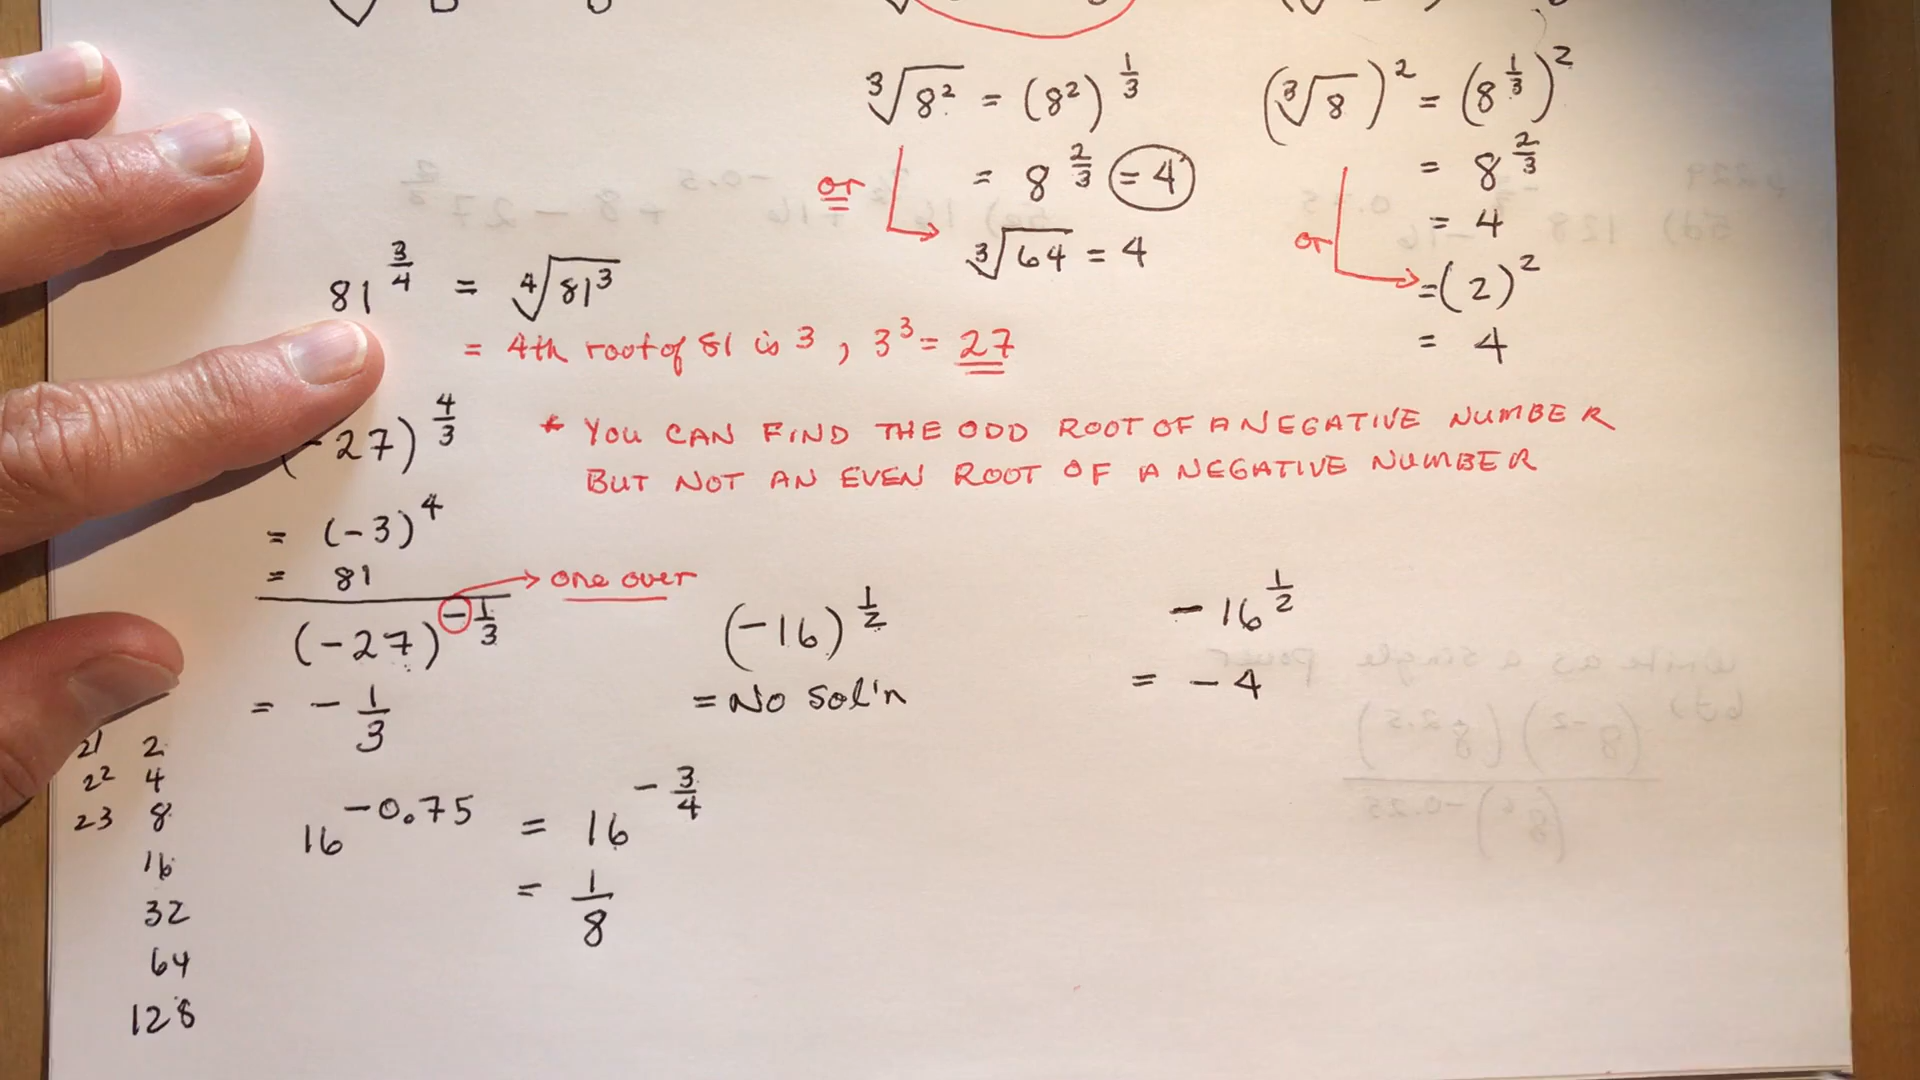 ∛8² = (8²)^(1/3)
= 8^(2/3) = 4
or
∛64 = 4
(∛8)² = (8^(1/3))²
= 8^(2/3)
= 4
or
= (2)²
= 4
81^(3/4) = ∜81³
= 4th root of 81 is 3, 3³ = 27
(-27)^(4/3)
* YOU CAN FIND THE ODD ROOT OF A NEGATIVE NUMBER
BUT NOT AN EVEN ROOT OF A NEGATIVE NUMBER
= (-3)⁴
= 81
(-27)^(-1/3) → one over
= -1/3
(-16)^(1/2)
= No Sol'n
-16^(1/2)
= -4
16^(-0.75) = 16^(-3/4)
= 1/8
21 2
2² 4
23 8
16
32
64
128